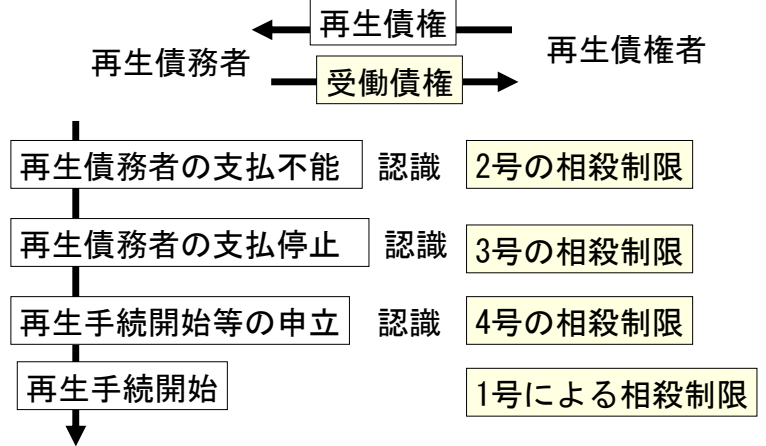 再生債権
再生債務者
再生債権者
受働債権
再生債務者の支払不能 認識 2号の相殺制限
再生債務者の支払停止 認識 3号の相殺制限
再生手続開始等の申立 認識 4号の相殺制限
再生手続開始 1号による相殺制限